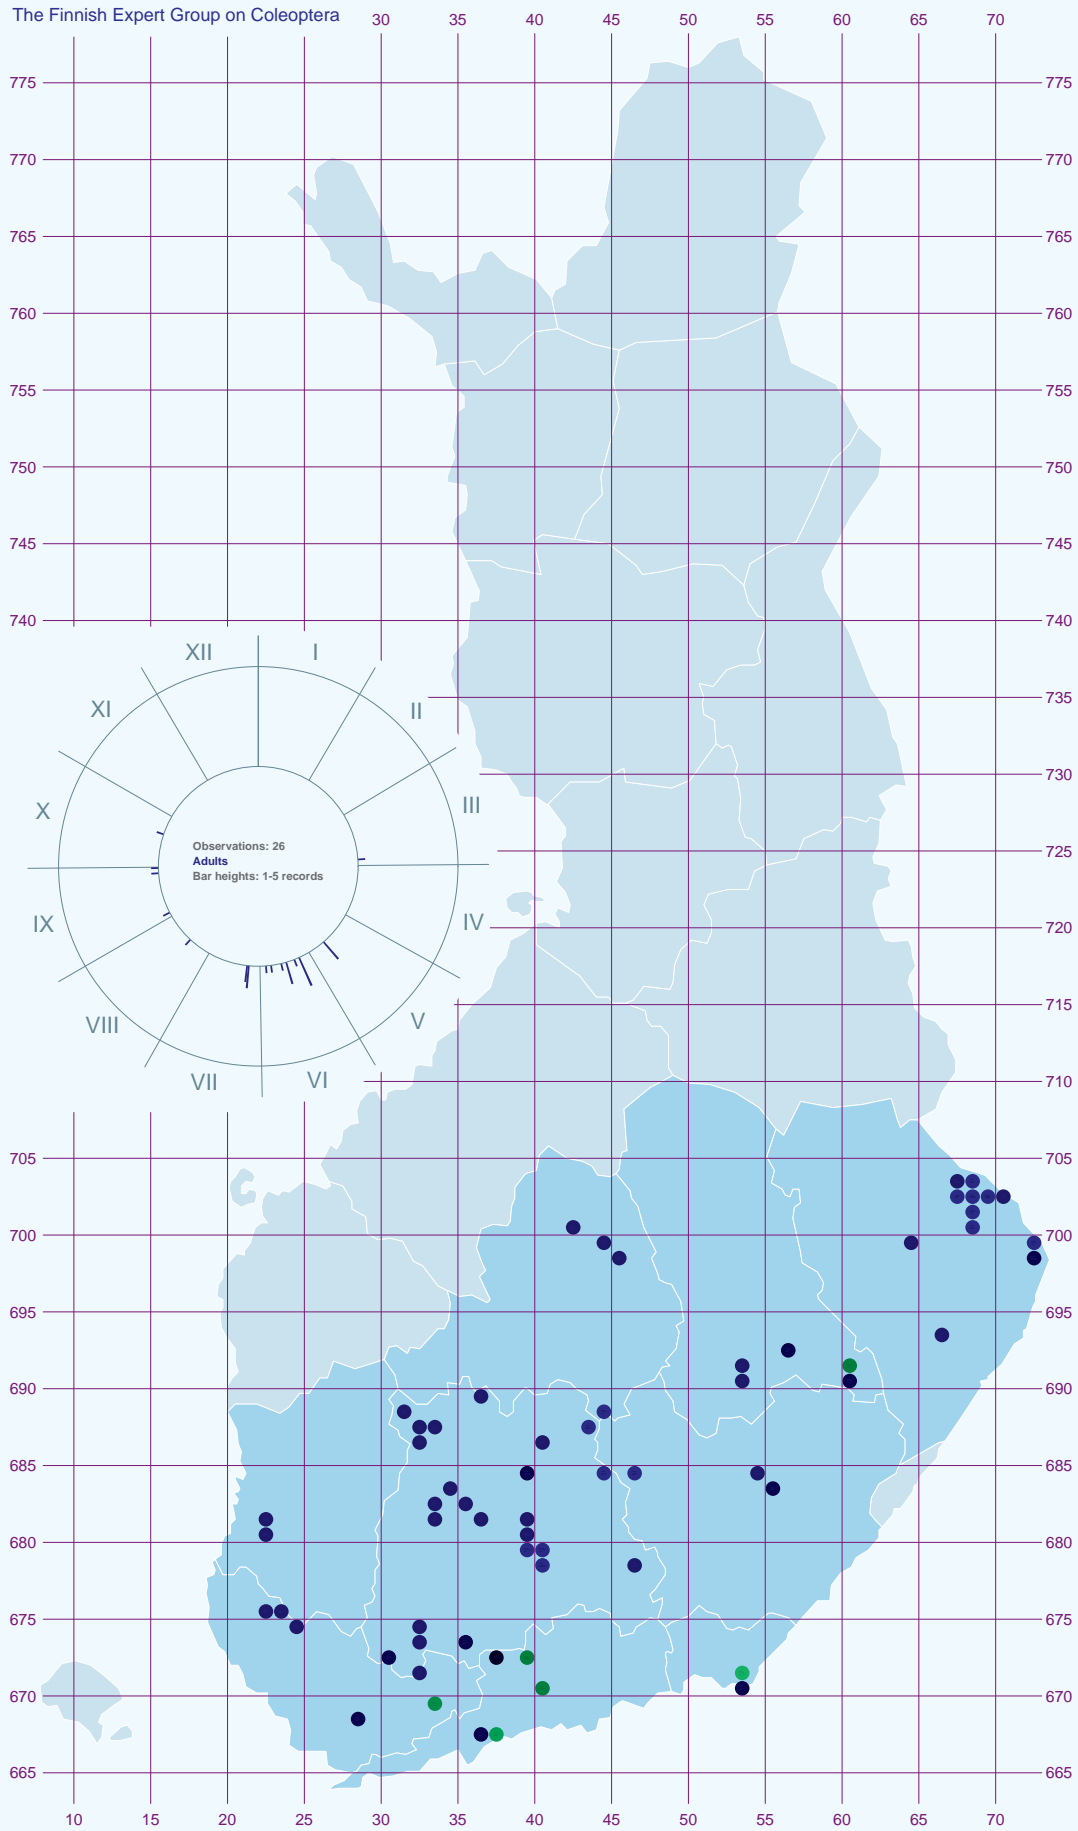 The Finnish Expert Group on Coleoptera 30 35 40 45 50 55 60 65 70
775 775
770 770
765 765
760 760
755 755
750 750
745 745
740 740
XII I
XI II
735
730
X III
Observations: 26
Adults
Bar heights: 1-5 records
725
IX IV 720
VIII V
715
VII VI
710
705 705
700 700
695 695
690 690
685 685
680 680
675 675
670 670
665 665
10 15 20 25 30 35 40 45 50 55 60 65 70